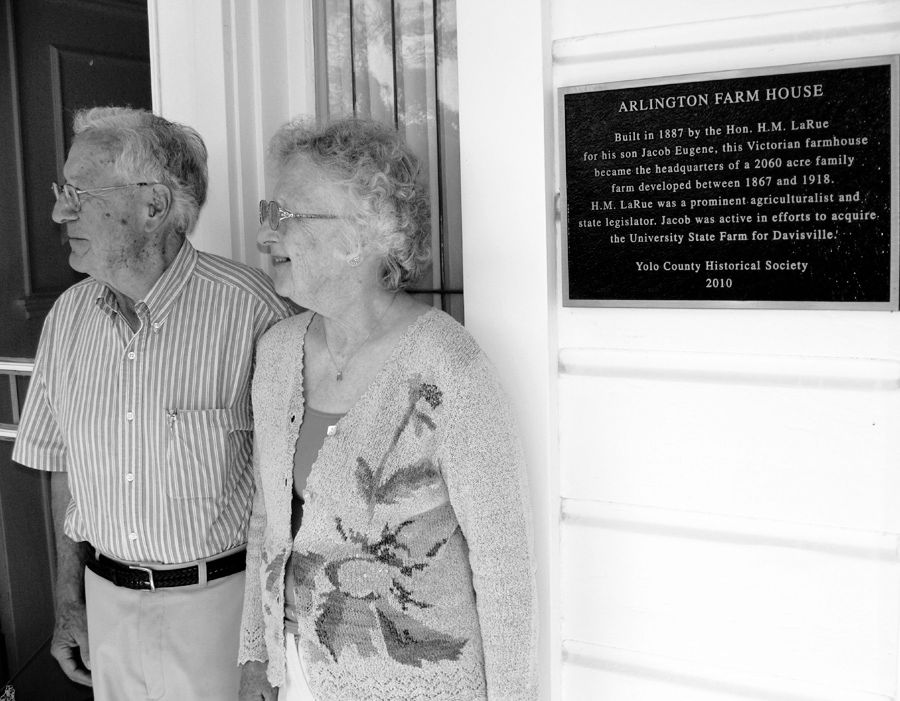 ARLINGTON FARM HOUSE
Built in 1887 by the Hon. H.M. LaRue
for his son Jacob Eugene, this Victorian farmhouse
became the headquarters of a 2060 acre family
farm developed between 1867 and 1918.
H.M. LaRue was a prominent agriculturalist and
state legislator. Jacob was active in efforts to acquire
the University State Farm for Davisville.
Yolo County Historical Society
2010